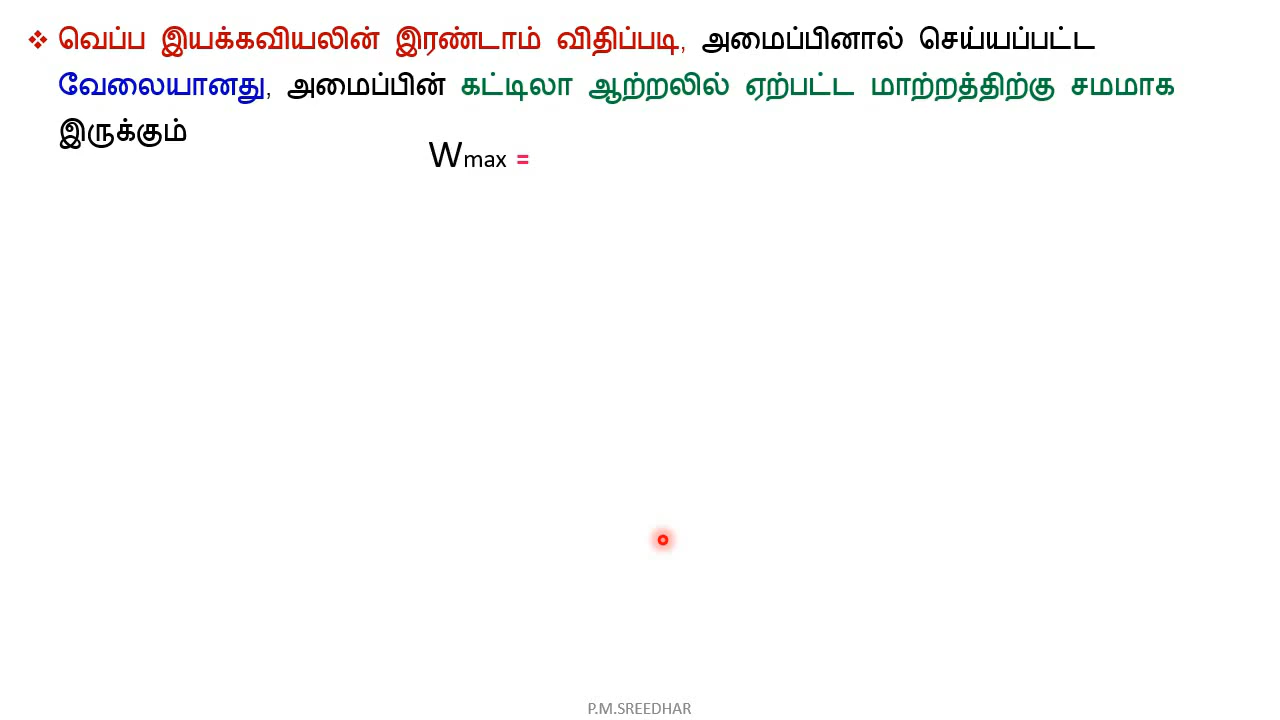 ❖ வெப்ப இயக்கவியலின் இரண்டாம் விதிப்படி, அமைப்பினால் செய்யப்பட்ட
வேலையானது, அமைப்பின் கட்டிலா ஆற்றலில் ஏற்பட்ட மாற்றத்திற்கு சமமாக
இருக்கும்
Wmax =
P.M.SREEDHAR